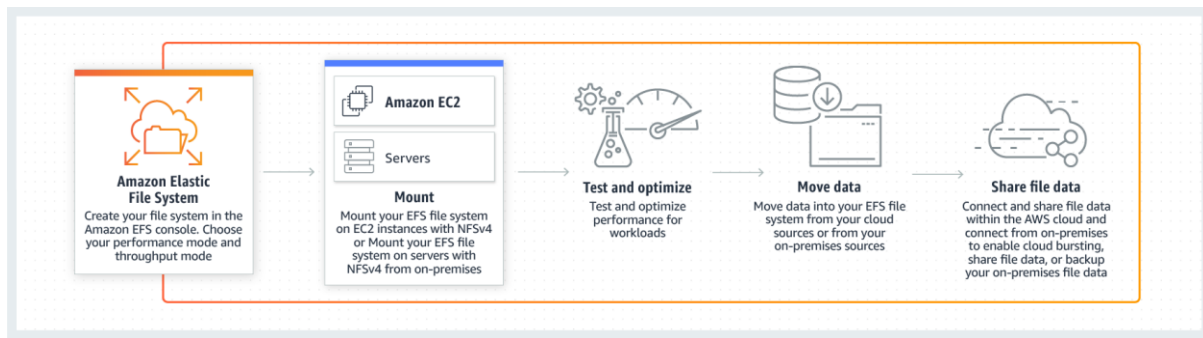 Amazon Elastic
File System
Create your file system in the
Amazon EFS console. Choose
your performance mode and
throughput mode
Amazon EC2
Servers
Mount
Mount your EFS file system
on EC2 instances with NFSv4
or Mount your EFS file
system on servers with
NFSv4 from on-premises
Test and optimize
Test and optimize
performance for
workloads
Move data
Move data into your EFS file
system from your cloud
sources or from your
on-premises sources
Share file data
Connect and share file data
within the AWS cloud and
connect from on-premises
to enable cloud bursting,
share file data, or backup
your on-premises file data